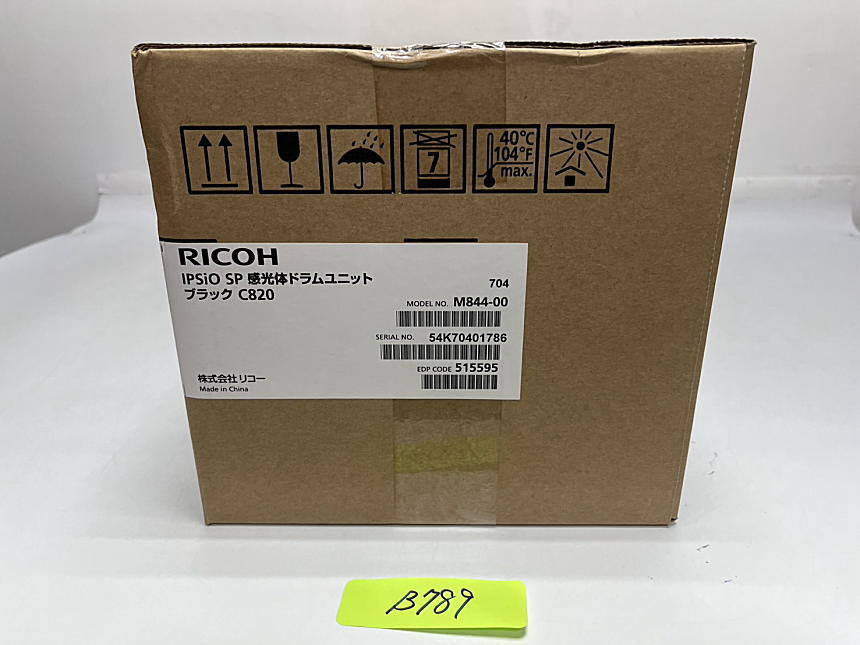 7
40°C
104°F
max.
RICOH
IPSiO SP 感光体ドラムユニット
ブラック C820
704
MODEL NO. M844-00
SERIAL NO. 54K70401786
EDP CODE 515595
株式会社 リコー
Made in China
B789